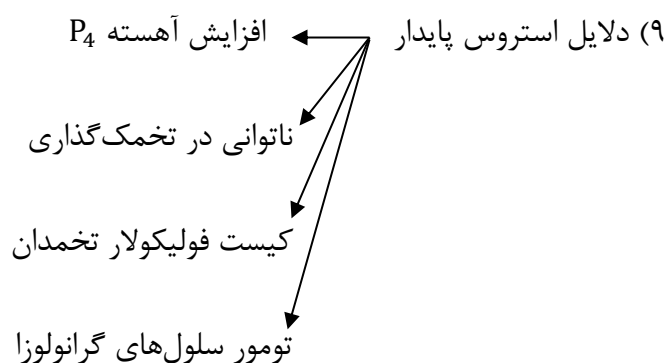 ۹) دلایل استروس پایدار افزایش آهسته P₄
ناتوانی در تخمک‌گذاری
کیست فولیکولار تخمدان
تومور سلول‌های گرانولوزا